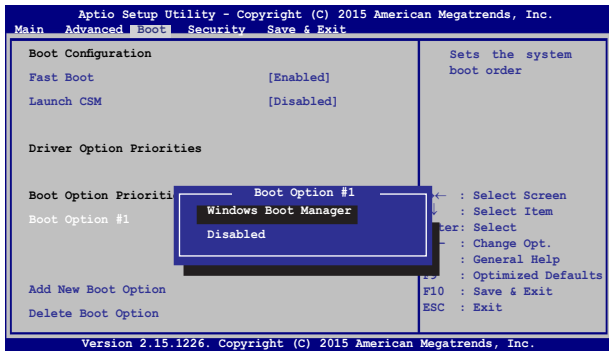 Aptio Setup Utility - Copyright (C) 2015 American Megatrends, Inc.
Main Advanced Boot Security Save & Exit
Boot Configuration
Fast Boot [Enabled]
Launch CSM [Disabled]
Driver Option Priorities
Boot Option Prioriti
Boot Option #1
Add New Boot Option
Delete Boot Option
Boot Option #1
Windows Boot Manager
Disabled
Sets the system
boot order
→← : Select Screen
↓ : Select Item
ter: Select
— : Change Opt.
: General Help
F9 : Optimized Defaults
F10 : Save & Exit
ESC : Exit
Version 2.15.1226. Copyright (C) 2015 American Megatrends, Inc.